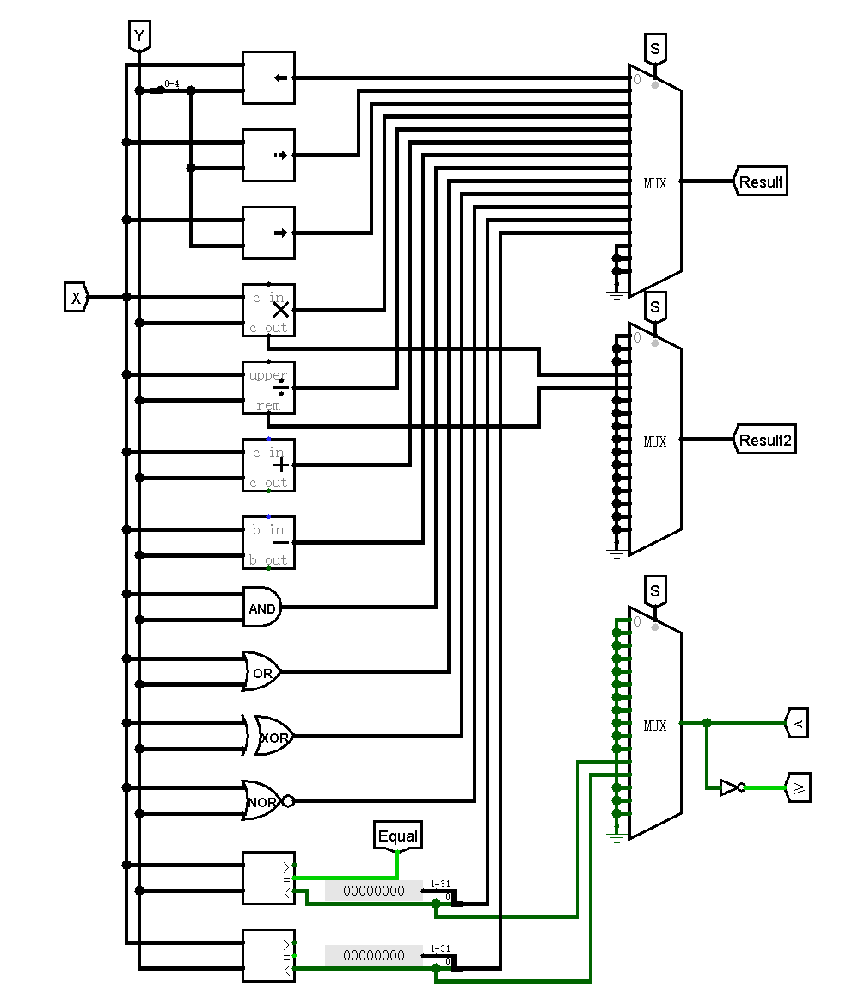 Y
S
0-4
0
MUX
Result
X
c in
c out
S
0
upper
rem
MUX
Result2
c in
c out
b in
b out
S
AND
0
OR
MUX
<
XOR
≥
NOR
Equal
>
=
<
00000000
1-31
0
>
=
<
00000000
1-31
0